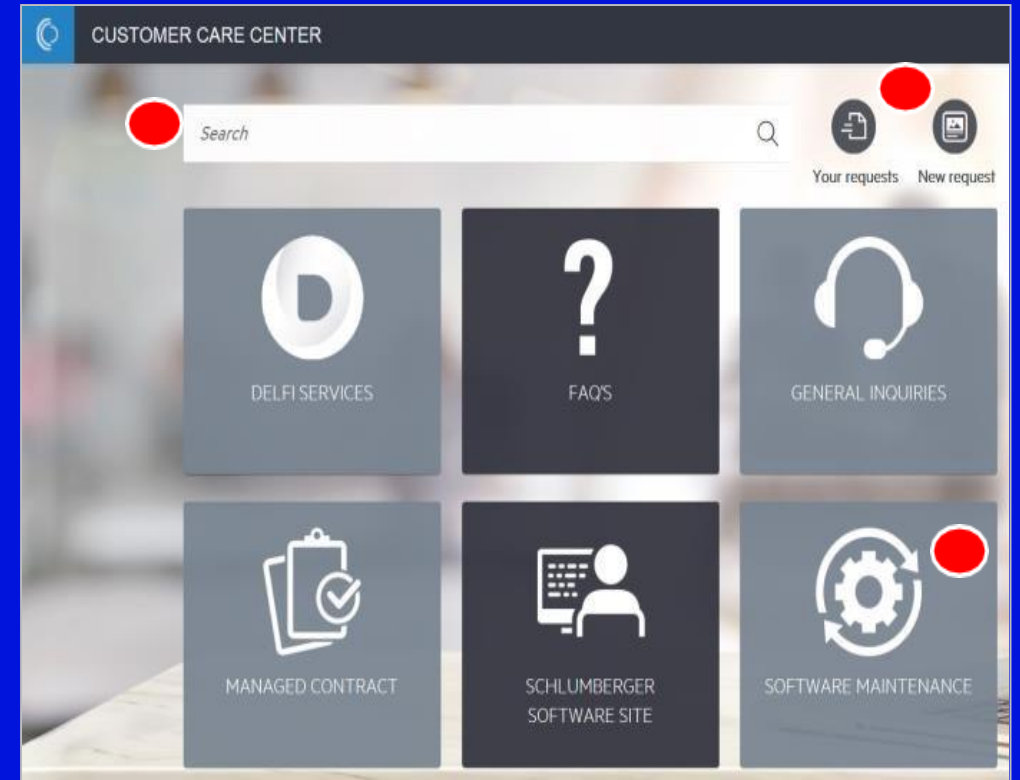 CUSTOMER CARE CENTER
Search
Your requests New request
DELFI SERVICES
FAQ'S
GENERAL INQUIRIES
MANAGED CONTRACT
SCHLUMBERGER
SOFTWARE SITE
SOFTWARE MAINTENANCE